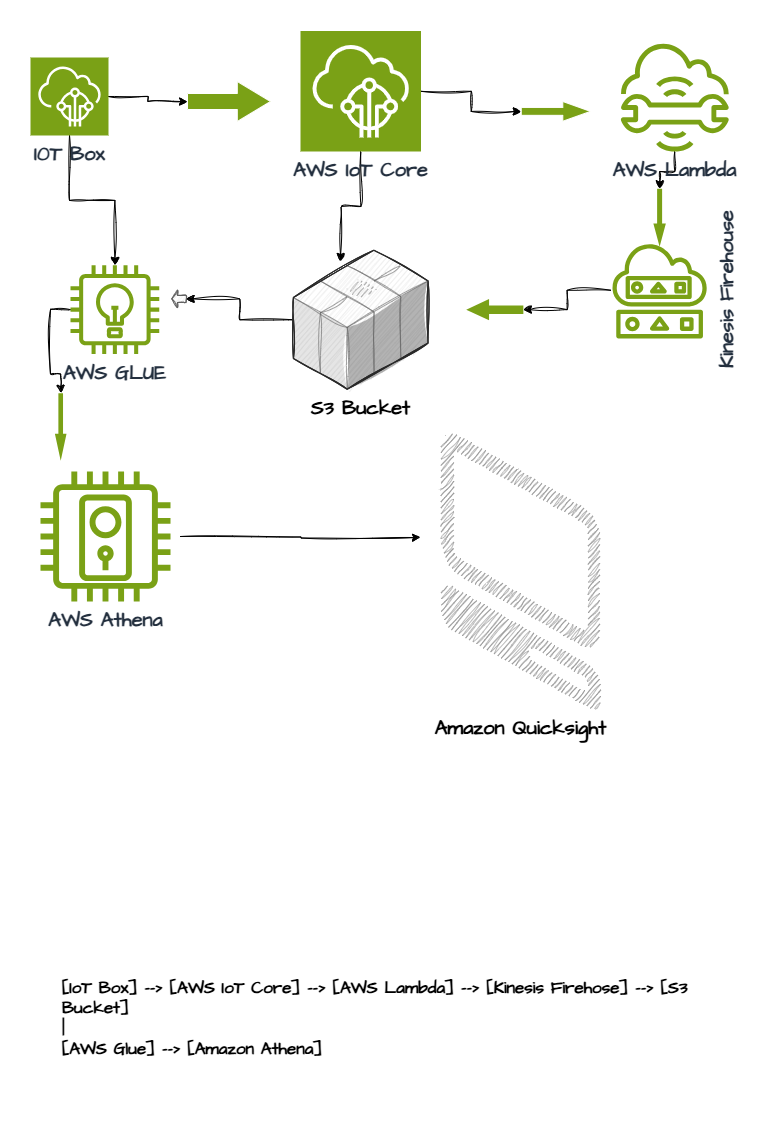 IOT Box
AWS IoT Core
AWS Lambda
Kinesis Firehouse
AWS GLUE
S3 Bucket
AWS Athena
Amazon Quicksight
[IoT Box] --> [AWS IoT Core] --> [AWS Lambda] --> [Kinesis Firehose] --> [S3
Bucket]
|
[AWS Glue] --> [Amazon Athena]